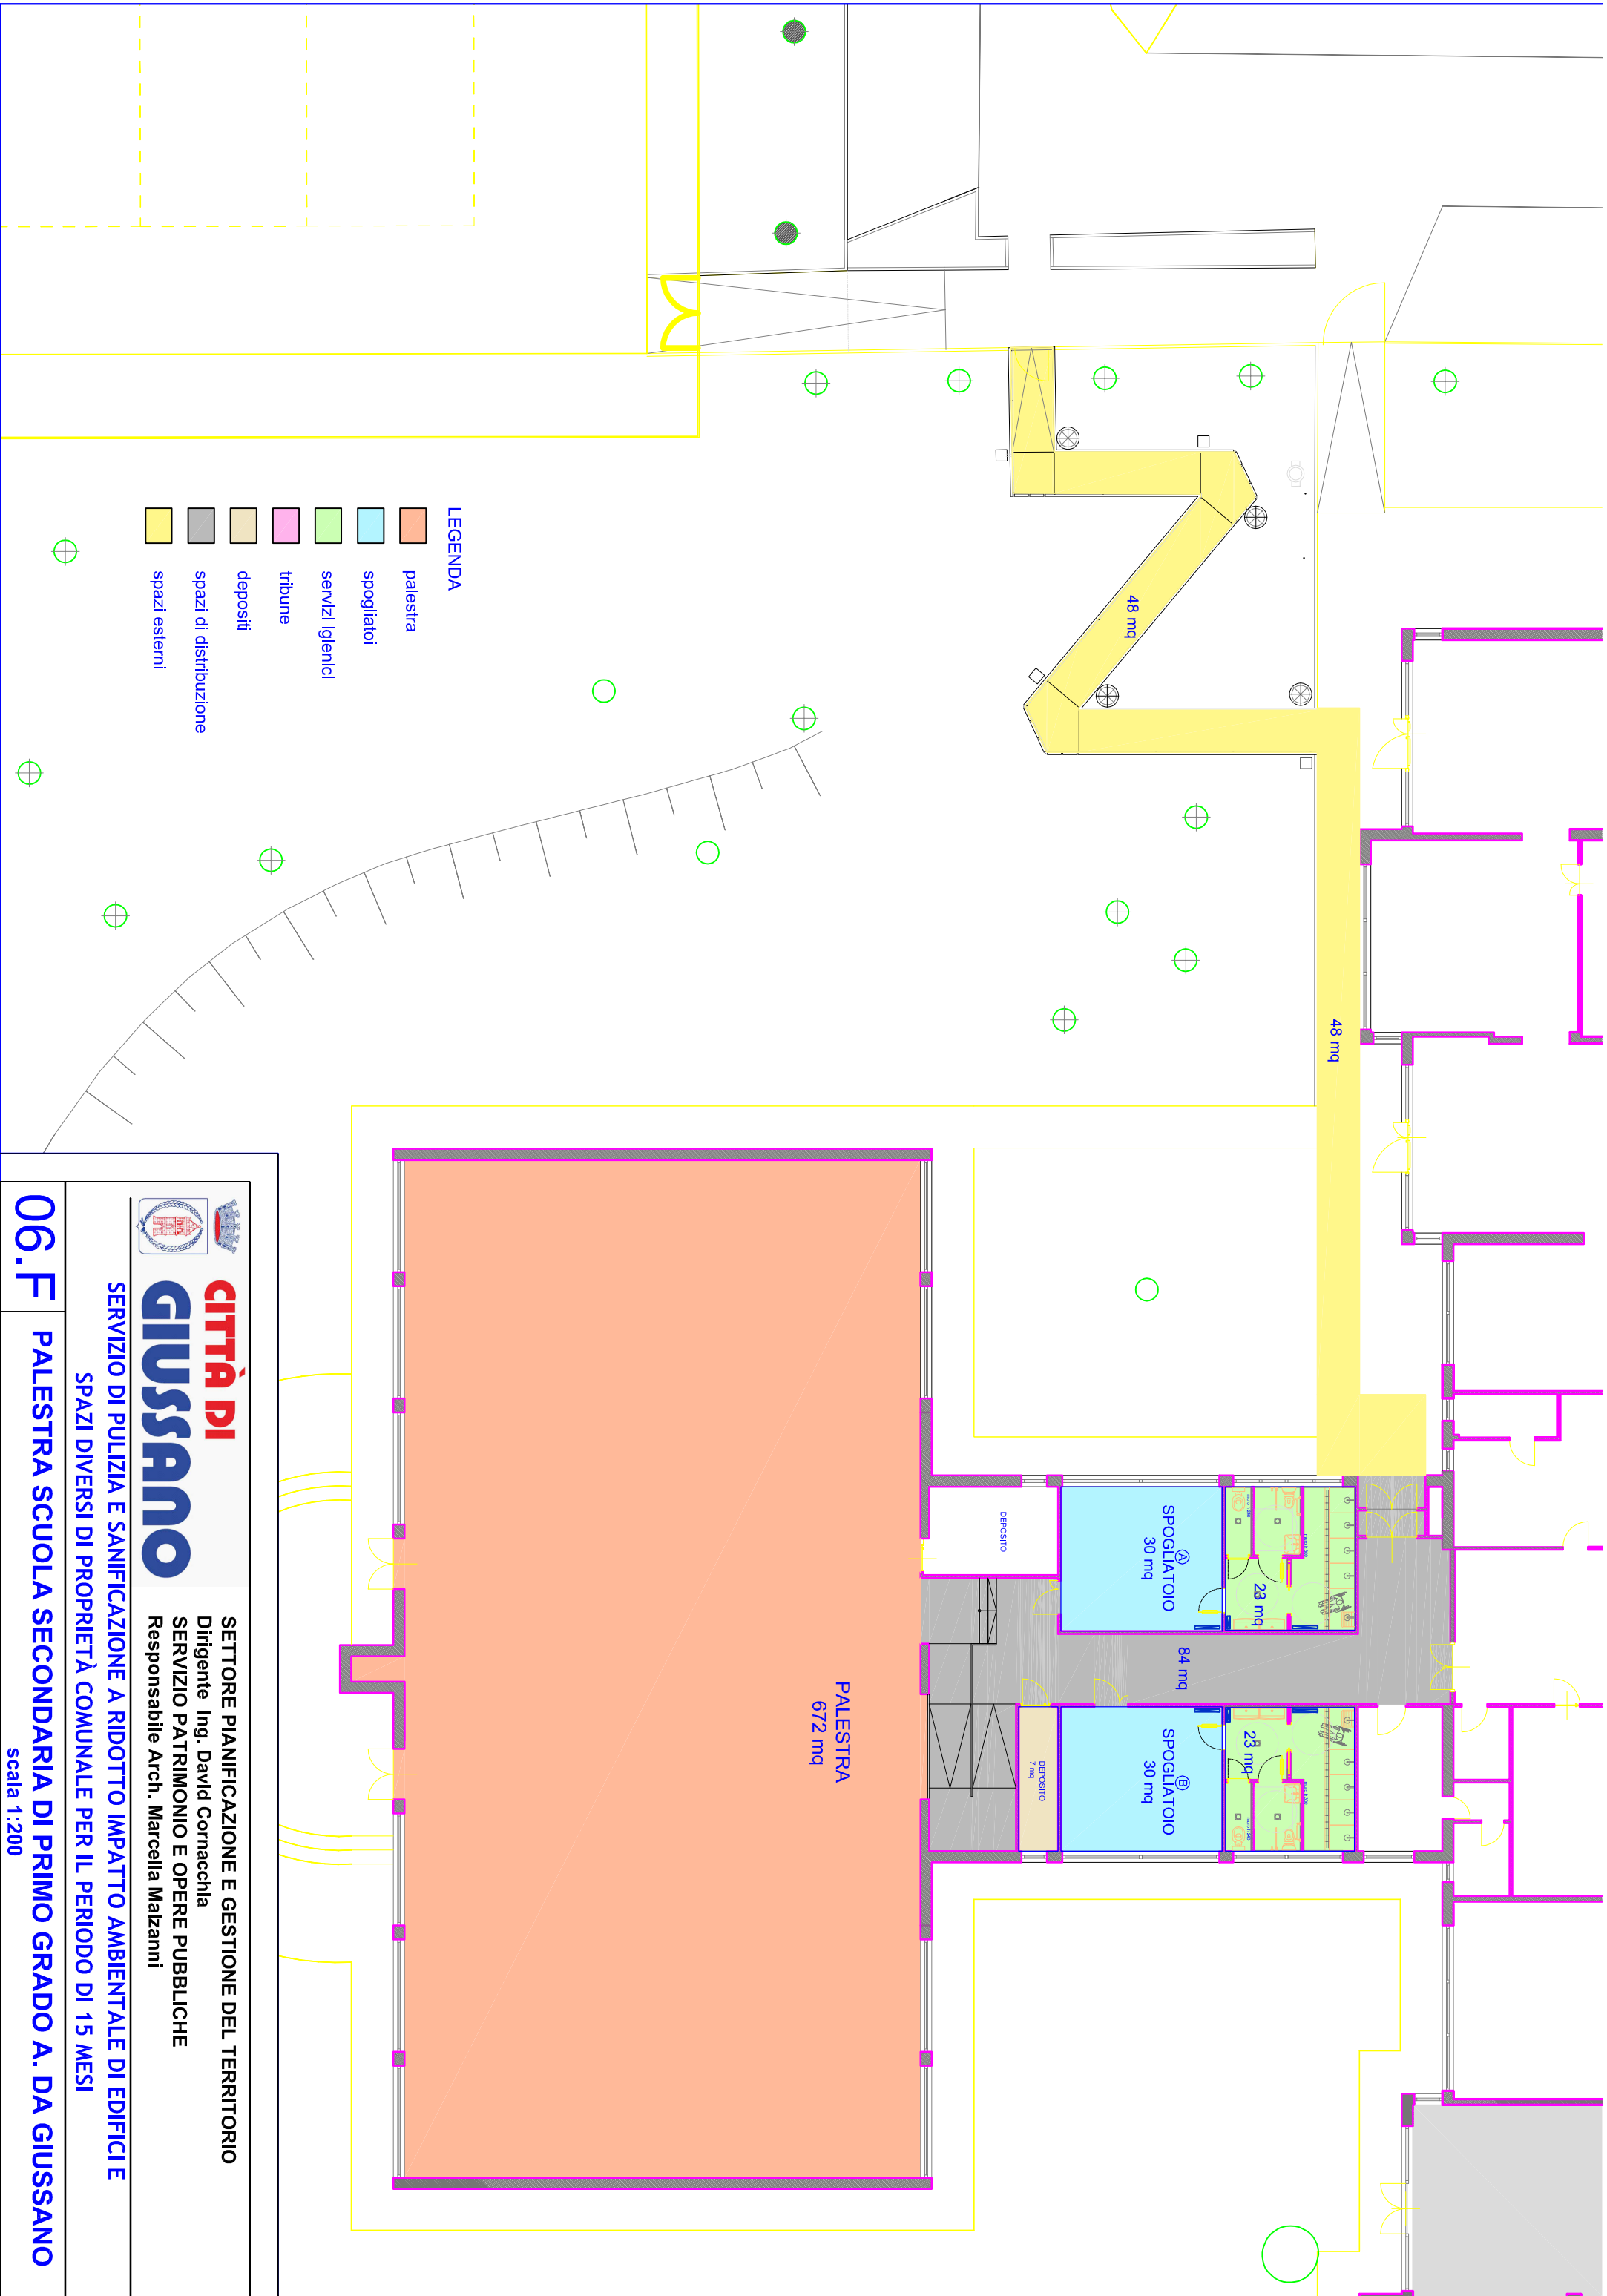 48 mq
48 mq
LEGENDA
palestra
spogliatoi
servizi igienici
tribune
depositi
spazi di distribuzione
spazi esterni
DEPOSITO
A
SPOGLIATOIO
30 mq
23 mq
84 mq
PALESTRA
672 mq
DEPOSITO
7 mq
B
SPOGLIATOIO
30 mq
23 mq
CITTÀ DI
GIUSSANO
SETTORE PIANIFICAZIONE E GESTIONE DEL TERRITORIO
Dirigente Ing. David Cornacchia
SERVIZIO PATRIMONIO E OPERE PUBBLICHE
Responsabile Arch. Marcella Malzanni
SERVIZIO DI PULIZIA E SANIFICAZIONE A RIDOTTO IMPATTO AMBIENTALE DI EDIFICI E
SPAZI DIVERSI DI PROPRIETÀ COMUNALE PER IL PERIODO DI 15 MESI
06.F
PALESTRA SCUOLA SECONDARIA DI PRIMO GRADO A. DA GIUSSANO
scala 1:200